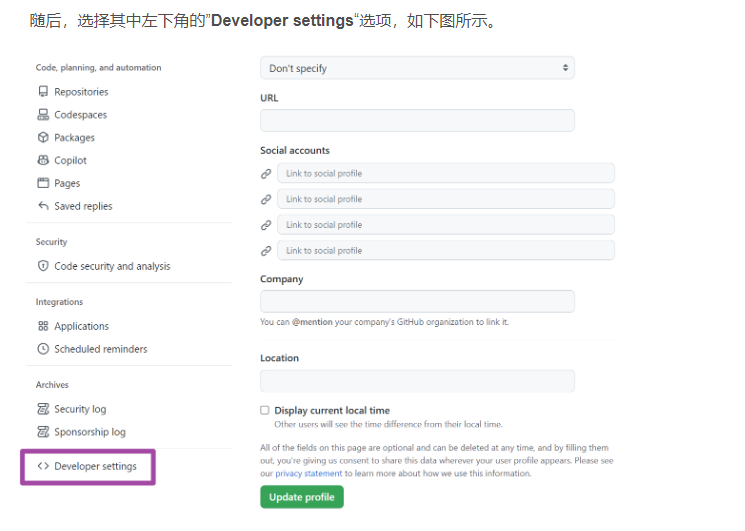 随后，选择其中左下角的”Developer settings“选项，如下图所示。
Code, planning, and automation
Repositories
Codespaces
Packages
Copilot
Pages
Saved replies
Security
Code security and analysis
Integrations
Applications
Scheduled reminders
Archives
Security log
Sponsorship log
Developer settings
Don't specify
URL
Social accounts
Link to social profile
Link to social profile
Link to social profile
Link to social profile
Company
You can @mention your company's GitHub organization to link it.
Location
Display current local time
Other users will see the time difference from their local time.
All of the fields on this page are optional and can be deleted at any time, and by filling them
out, you're giving us consent to share this data wherever your user profile appears. Please see
our privacy statement to learn more about how we use this information.
Update profile